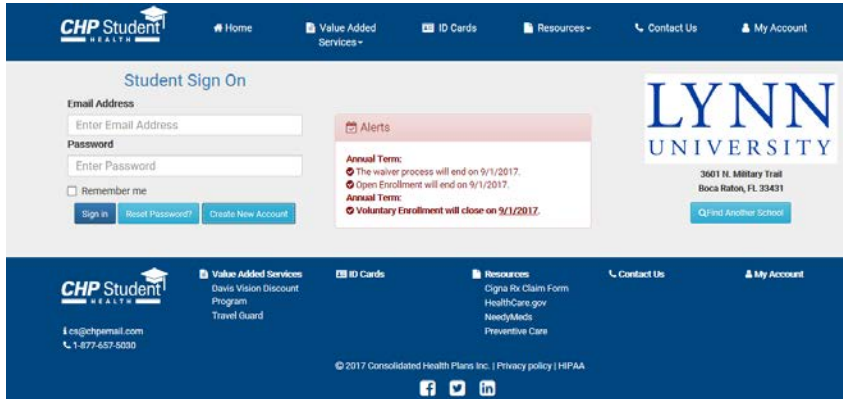 CHP Student
HEALTH
Home
Value Added
Services
ID Cards
Resources
Contact Us
My Account
Student Sign On
Email Address
Enter Email Address
Password
Enter Password
Remember me
Sign in
Reset Password?
Create New Account
Alerts
Annual Term:
The waiver process will end on 9/1/2017.
Open Enrollment will end on 9/1/2017.
Annual Term:
Voluntary Enrollment will close on 9/1/2017.
LYNN
UNIVERSITY
3601 N. Military Trail
Boca Raton, FL 33431
Find Another School
CHP Student
HEALTH
cs@chpemail.com
1-877-657-5030
Value Added Services
Davis Vision Discount
Program
Travel Guard
ID Cards
Resources
Cigna Rx Claim Form
HealthCare.gov
NeedyMeds
Preventive Care
Contact Us
My Account
© 2017 Consolidated Health Plans Inc. | Privacy policy | HIPAA